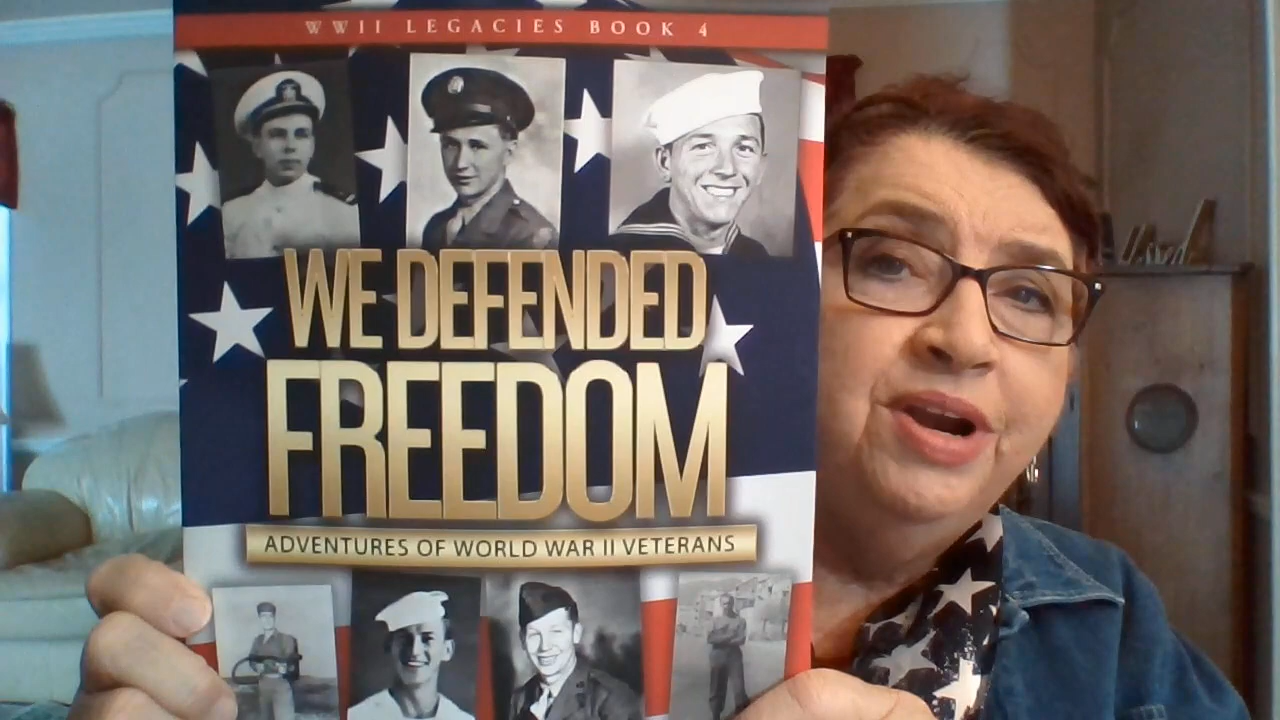 WWII LEGACIES BOOK 4
WE DEFENDED
FREEDOM
ADVENTURES OF WORLD WAR II VETERANS